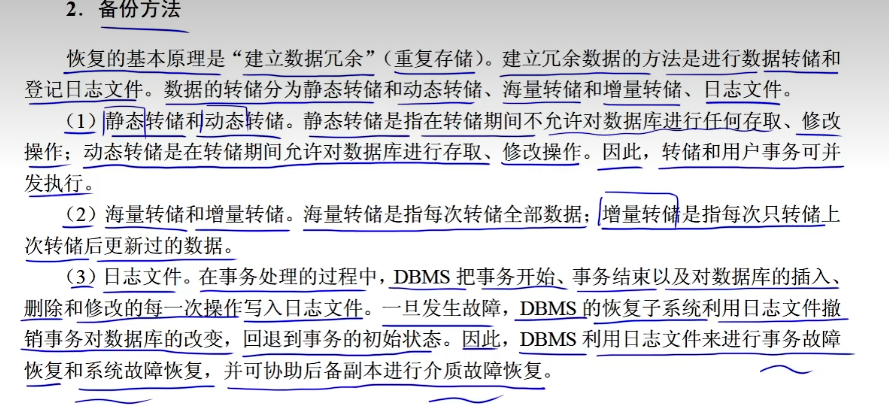 2．备份方法
恢复的基本原理是“建立数据冗余”（重复存储）。建立冗余数据的方法是进行数据转储和
登记日志文件。数据的转储分为静态转储和动态转储、海量转储和增量转储、日志文件。
（1）静态转储和动态转储。静态转储是指在转储期间不允许对数据库进行任何存取、修改
操作；动态转储是在转储期间允许对数据库进行存取、修改操作。因此，转储和用户事务可并
发执行。
（2）海量转储和增量转储。海量转储是指每次转储全部数据；增量转储是指每次只转储上
次转储后更新过的数据。
（3）日志文件。在事务处理的过程中，DBMS 把事务开始、事务结束以及对数据库的插入、
删除和修改的每一次操作写入日志文件。一旦发生故障，DBMS 的恢复子系统利用日志文件撤
销事务对数据库的改变，回退到事务的初始状态。因此，DBMS 利用日志文件来进行事务故障
恢复和系统故障恢复，并可协助后备副本进行介质故障恢复。